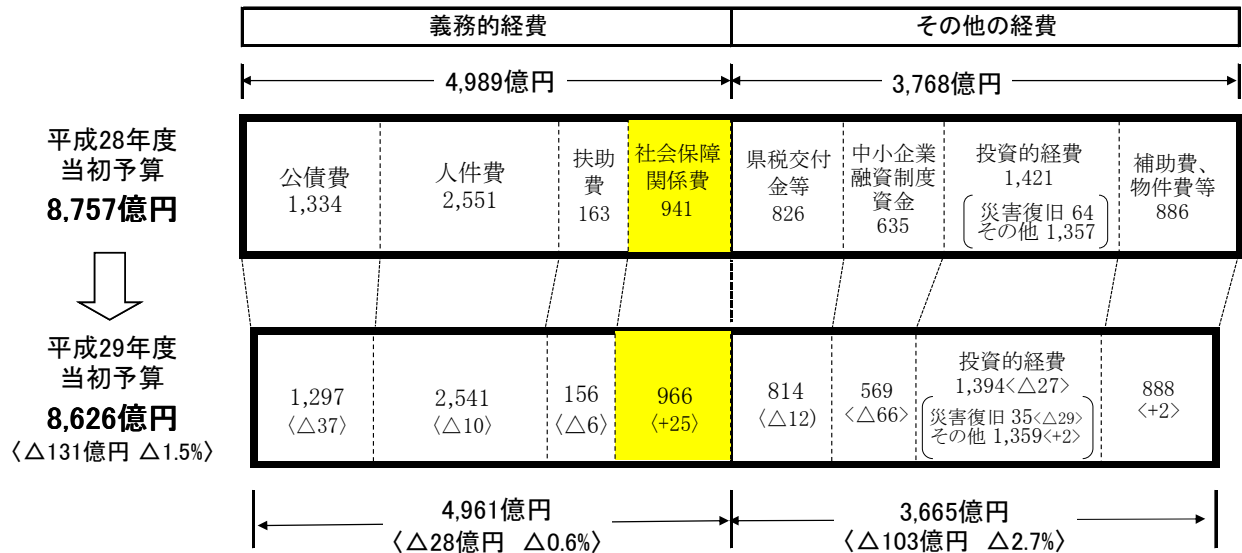 義務的経費
その他の経費
4,989億円
3,768億円
平成28年度
当初予算
8,757億円
公債費
1,334
人件費
2,551
扶助
費
163
社会保障
関係費
941
県税交付
金等
826
中小企業
融資制度
資金
635
投資的経費
1,421
災害復旧 64
その他 1,357
補助費、
物件費等
886
平成29年度
当初予算
8,626億円
〈△131億円 △1.5%〉
1,297
〈△37〉
2,541
〈△10〉
156
〈△6〉
966
〈+25〉
814
〈△12〉
569
<△66>
投資的経費
1,394<△27>
災害復旧 35<△29>
その他 1,359<+2>
888
<+2>
4,961億円
〈△28億円 △0.6%〉
3,665億円
〈△103億円 △2.7%〉